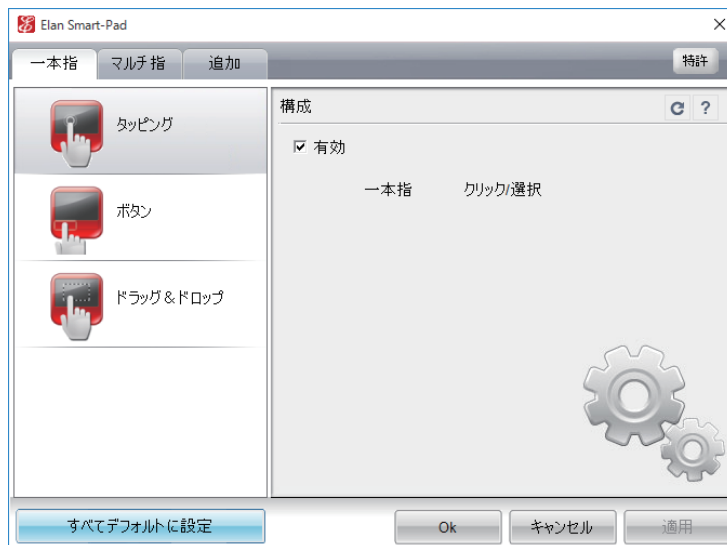 Elan Smart-Pad
一本指 マルチ指 追加 特許
タッピング
ボタン
ドラッグ&ドロップ
構成 ?
有効
一本指 クリック/選択
すべてデフォルトに設定 Ok キャンセル 適用